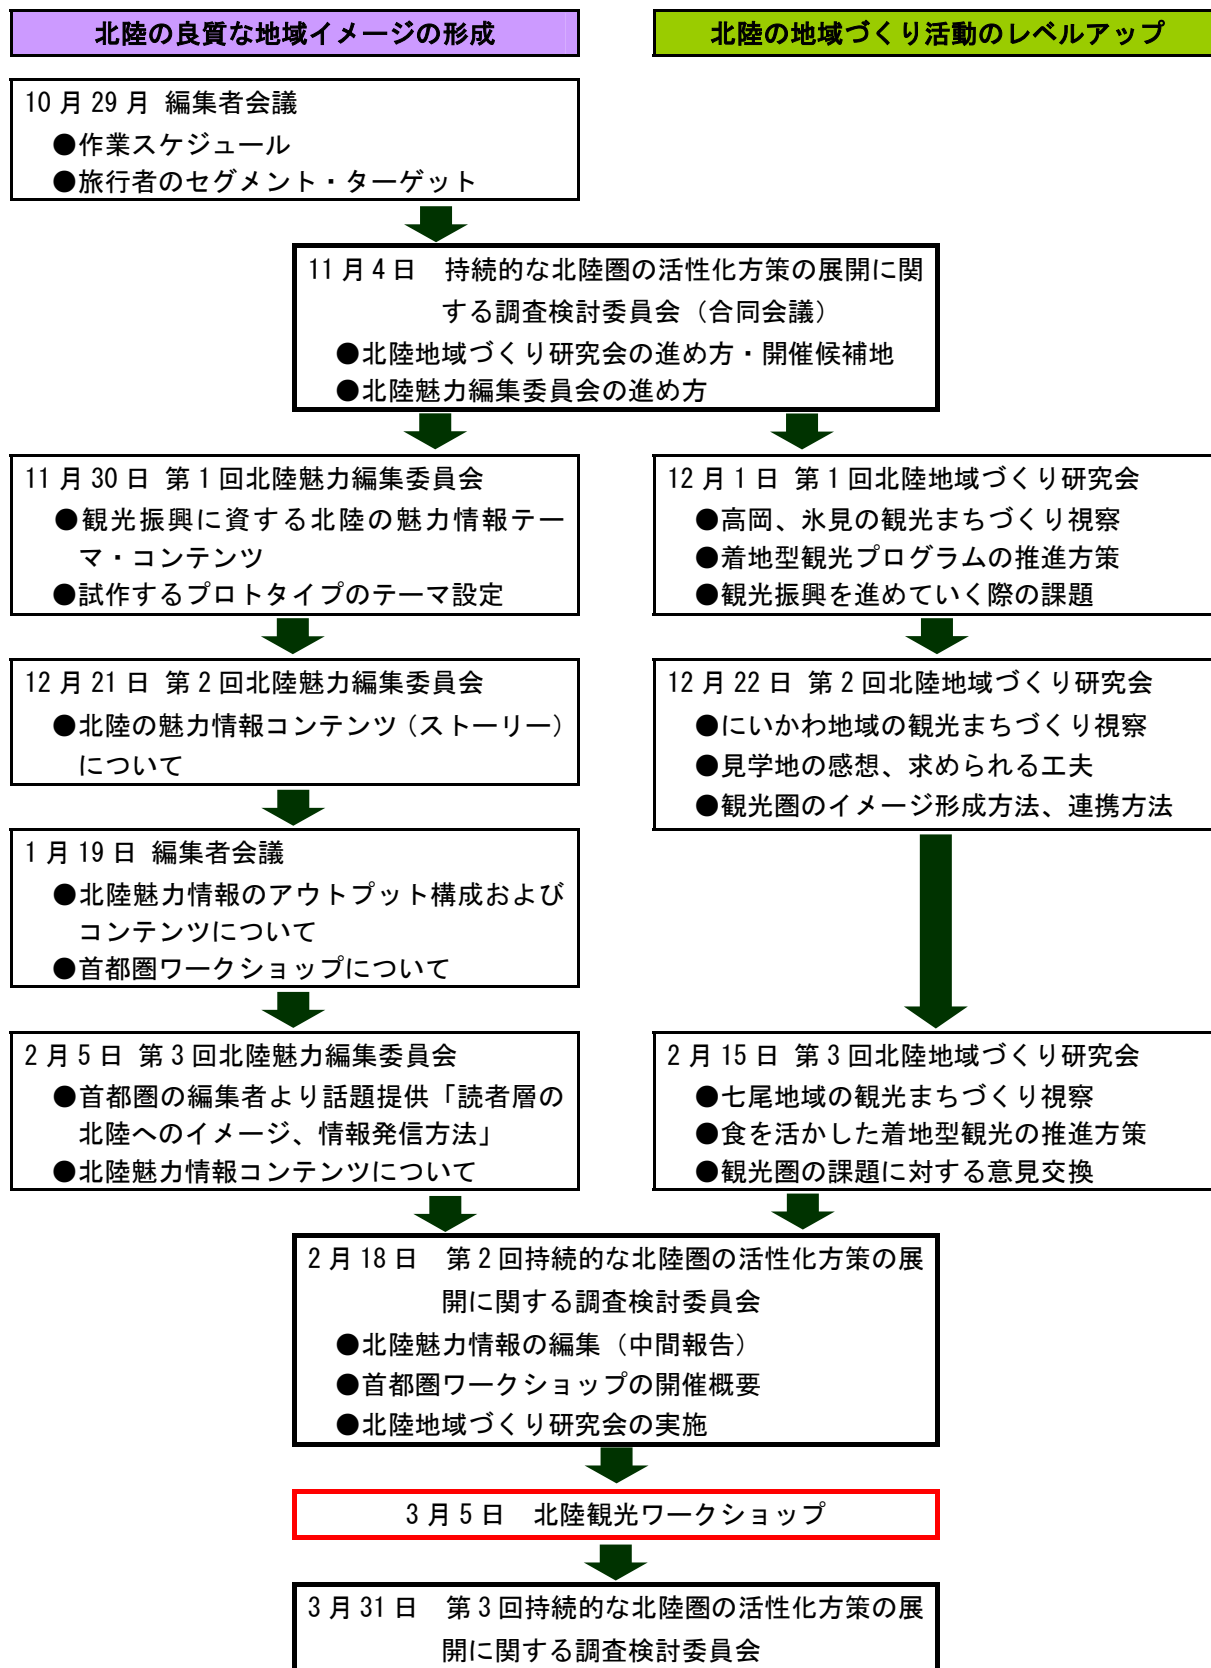 北陸の良質な地域イメージの形成
北陸の地域づくり活動のレベルアップ
10月29月 編集者会議
●作業スケジュール
●旅行者のセグメント・ターゲット
11月4日 持続的な北陸圏の活性化方策の展開に関
する調査検討委員会（合同会議）
●北陸地域づくり研究会の進め方・開催候補地
●北陸魅力編集委員会の進め方
11月30日 第1回北陸魅力編集委員会
●観光振興に資する北陸の魅力情報テー
マ・コンテンツ
●試作するプロトタイプのテーマ設定
12月1日 第1回北陸地域づくり研究会
●高岡、氷見の観光まちづくり視察
●着地型観光プログラムの推進方策
●観光振興を進めていく際の課題
12月21日 第2回北陸魅力編集委員会
●北陸の魅力情報コンテンツ（ストーリー）
について
12月22日 第2回北陸地域づくり研究会
●にいかわ地域の観光まちづくり視察
●見学地の感想、求められる工夫
●観光圏のイメージ形成方法、連携方法
1月19日 編集者会議
●北陸魅力情報のアウトプット構成および
コンテンツについて
●首都圏ワークショップについて
2月5日 第3回北陸魅力編集委員会
●首都圏の編集者より話題提供「読者層の
北陸へのイメージ、情報発信方法」
●北陸魅力情報コンテンツについて
2月15日 第3回北陸地域づくり研究会
●七尾地域の観光まちづくり視察
●食を活かした着地型観光の推進方策
●観光圏の課題に対する意見交換
2月18日 第2回持続的な北陸圏の活性化方策の展
開に関する調査検討委員会
●北陸魅力情報の編集（中間報告）
●首都圏ワークショップの開催概要
●北陸地域づくり研究会の実施
3月5日 北陸観光ワークショップ
3月31日 第3回持続的な北陸圏の活性化方策の展
開に関する調査検討委員会